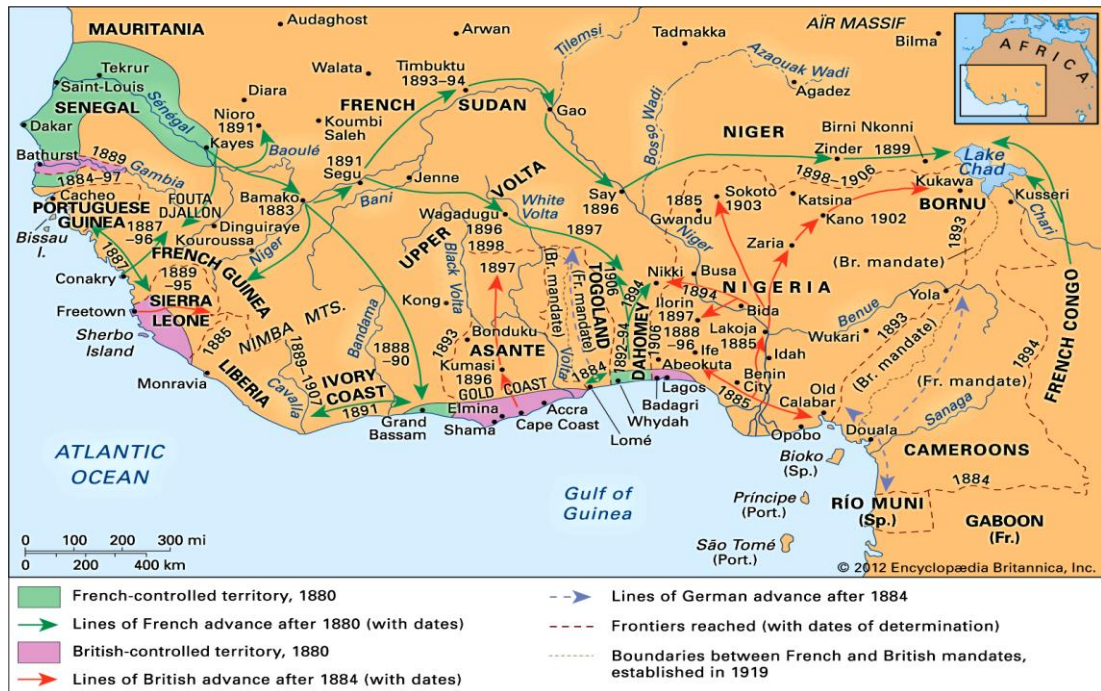 MAURITANIA
Audaghost
Arwan
Tilemsi
Tadmakka
AÏR MASSIF
Bilma
AFRICA
Tekrur
Saint-Louis
SENEGAL
Sénégal
Dakar
Walata
Diara
Nioro
1891
Koumbi
Saleh
FRENCH
SUDAN
Timbuktu
1893–94
Gao
Azaouak Wadi
Agadez
Bosso Wadi
NIGER
Birni Nkonni
Zinder
1899
1898–1906
Lake
Chad
Kukawa
Kusseri
BORNU
Chari
Kayes
Baoulé
Bathurst
1889
Gambia
1884–97
Cacheo
PORTUGUESE
GUINEA
Bissau
I.
FOUTA
DJALLON
1887
–96
Dinguiraye
Kouroussa
Niger
Bamako
1883
1891
Segu
Jenne
Bani
UPPER
VOLTA
White
Volta
Wagadugu
1896
1898
1897
Black Volta
Say
1896
1885
Gwandu
Sokoto
1903
Katsina
Kano 1902
Zaria
Niger
1893
(Br. mandate)
1887
Conakry
FRENCH GUINEA
1889
–95
Freetown
SIERRA
LEONE
Sherbo
Island
1885
NIMBA MTS.
Monravia
LIBERIA
Cavalla
1889–1907
Bandama
Kong
1888
–90
IVORY
COAST
1891
Grand
Bassam
1893
Bonduku
1897
ASANTE
Kumasi
1896
GOLD COAST
Elmina
Shama
Cape Coast
Accra
Volta
(Br. mandate)
TOGOLAND
(Fr. mandate)
1906
1884
Lomé
1892–94
1894
DAHOMEY
Whydah
1906
Nikki
Busa
NIGERIA
1894
Ilorin
1897
1888
–96
Bida
Lakoja
1885
Ife
Abeokuta
Idah
Benin
City
Lagos
Badagri
1885
Old
Calabar
Opobo
Benue
Wukari
Yola
1893
(Br. mandate)
(Fr. mandate)
1894
FRENCH CONGO
Sanaga
Douala
Bioko
(Sp.)
CAMEROONS
1884
RÍO MUNI
(Sp.)
GABOON
(Fr.)
Príncipe
(Port.)
São Tomé
(Port.)
ATLANTIC
OCEAN
Gulf of
Guinea
0 100 200 300 mi
0 200 400 km
© 2012 Encyclopædia Britannica, Inc.
French-controlled territory, 1880
Lines of French advance after 1880 (with dates)
British-controlled territory, 1880
Lines of British advance after 1884 (with dates)
Lines of German advance after 1884
Frontiers reached (with dates of determination)
Boundaries between French and British mandates,
established in 1919